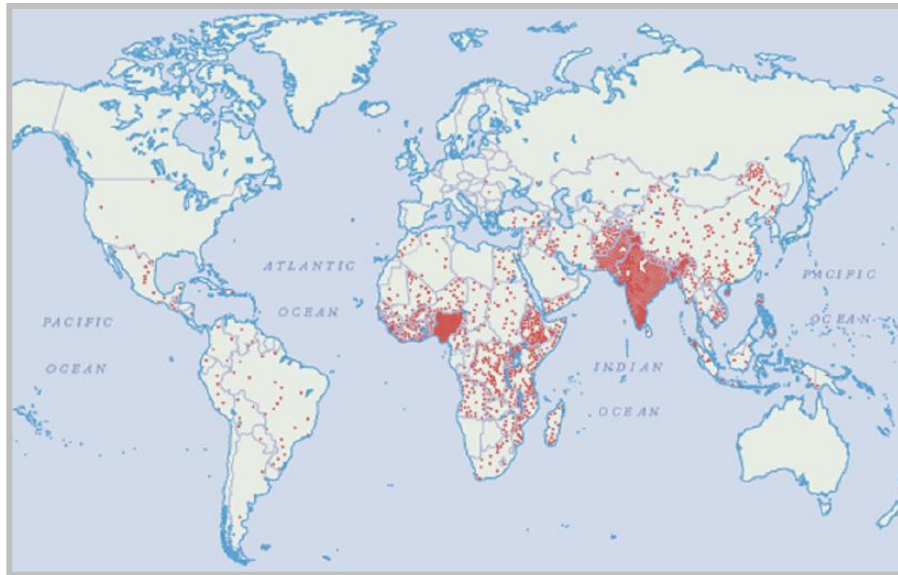 ATLANTIC
OCEAN
PACIFIC
OCEAN
PACIFIC
OCEAN
INDIAN
OCEAN